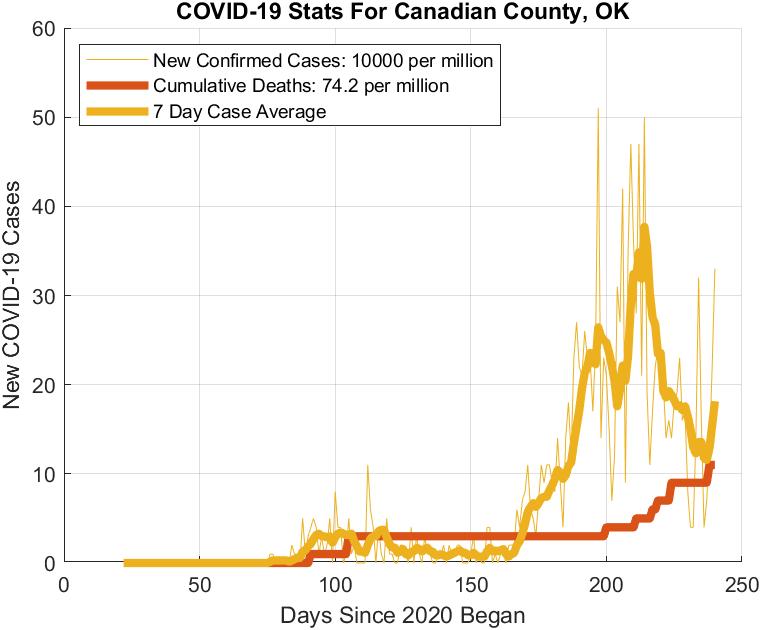 COVID-19 Stats For Canadian County, OK
New Confirmed Cases: 10000 per million
Cumulative Deaths: 74.2 per million
7 Day Case Average
New COVID-19 Cases
60
50
40
30
20
10
0
0 50 100 150 200 250
Days Since 2020 Began